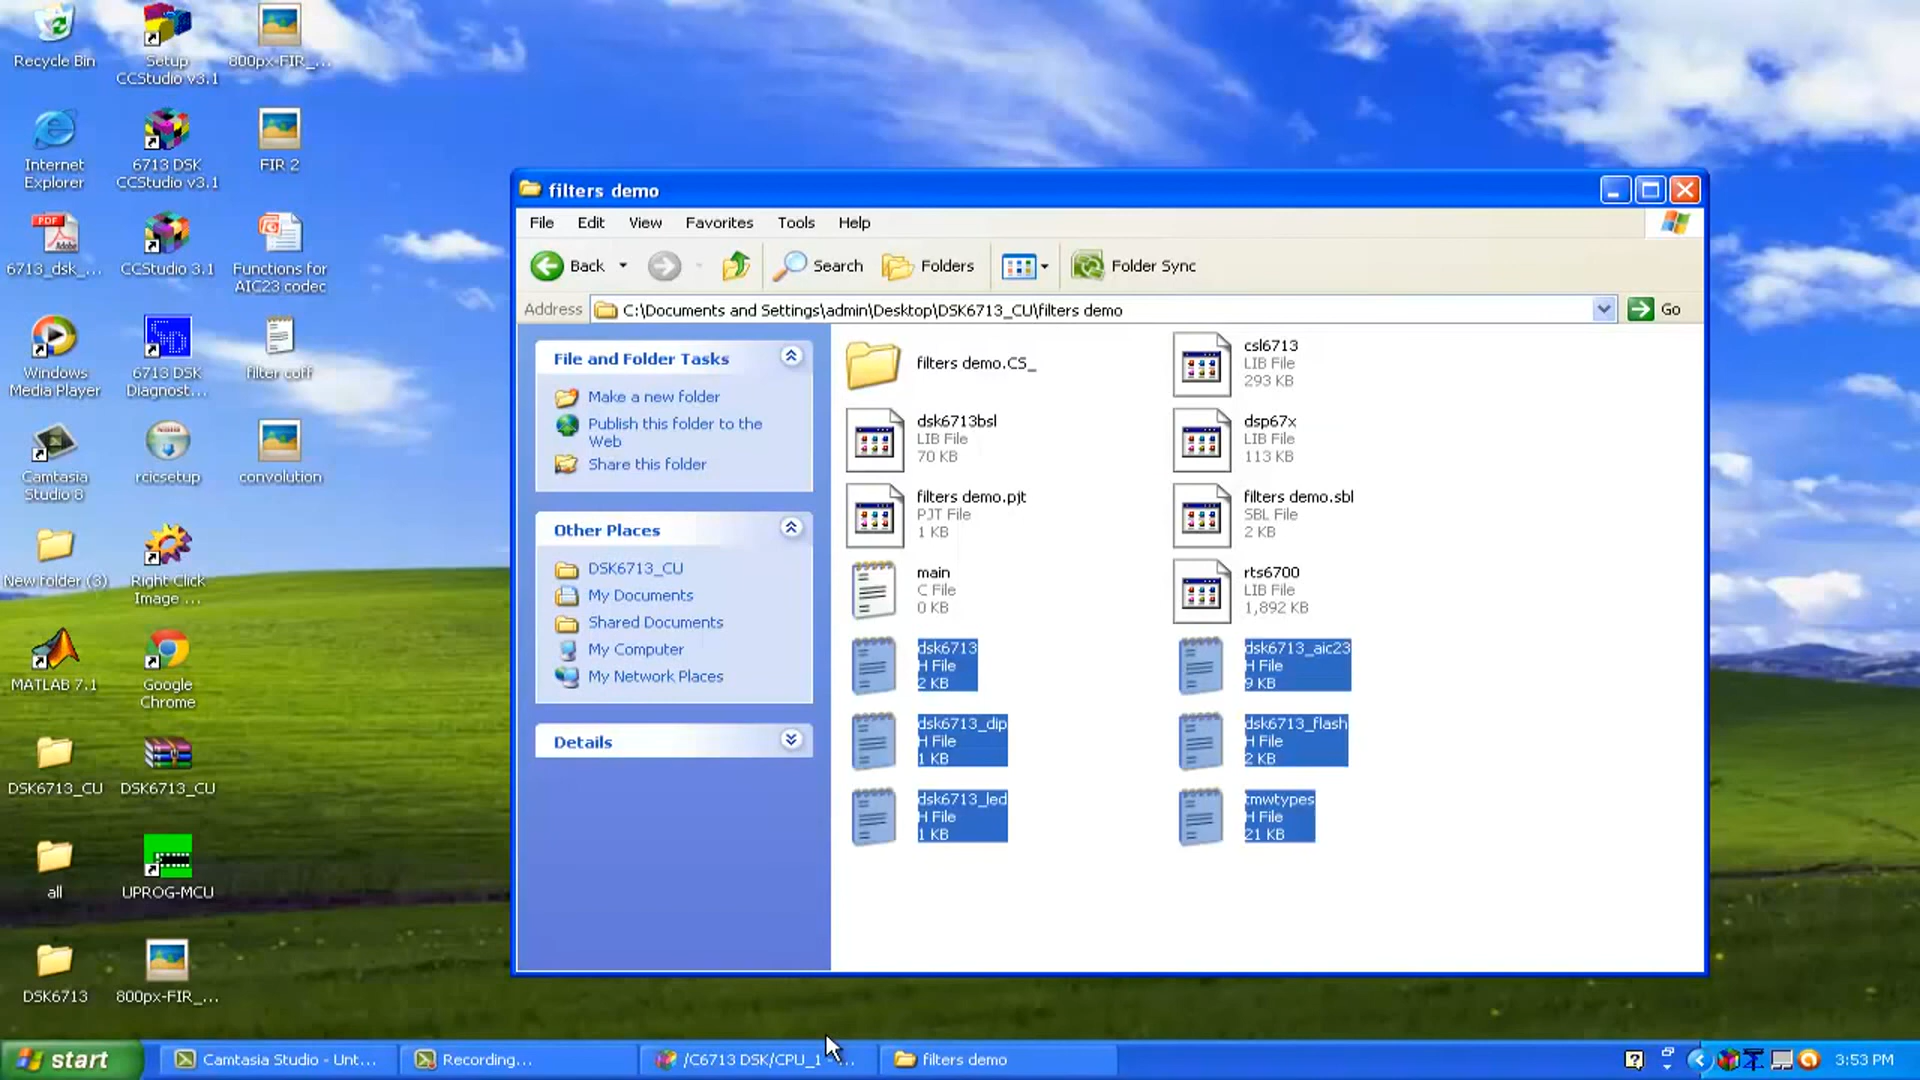 Recycle Bin
Setup
CCStudio v3.1
800px-FIR_...
Internet
Explorer
6713 DSK
CCStudio v3.1
FIR 2
PDF
Adobe
6713_dsk_...
CCStudio 3.1
Functions for
AIC23 codec
Windows
Media Player
6713 DSK
Diagnost...
filter coff
Camtasia
Studio 8
rcicsetup
convolution
New folder (3)
Right Click
Image ...
MATLAB 7.1
Google
Chrome
DSK6713_CU
DSK6713_CU
all
UPROG-MCU
DSK6713
800px-FIR_...
filters demo
File Edit View Favorites Tools Help
Back Search Folders Folder Sync
Address C:\Documents and Settings\admin\Desktop\DSK6713_CU\filters demo Go
File and Folder Tasks
Make a new folder
Publish this folder to the
Web
Share this folder
Other Places
DSK6713_CU
My Documents
Shared Documents
My Computer
My Network Places
Details
filters demo.CS_
csl6713
LIB File
293 KB
dsk6713bsl
LIB File
70 KB
dsp67x
LIB File
113 KB
filters demo.pjt
PJT File
1 KB
filters demo.sbl
SBL File
2 KB
main
C File
0 KB
rts6700
LIB File
1,892 KB
dsk6713
H File
2 KB
dsk6713_aic23
H File
9 KB
dsk6713_dip
H File
1 KB
dsk6713_flash
H File
2 KB
dsk6713_led
H File
1 KB
tmwtypes
H File
21 KB
start Camtasia Studio - Unt... Recording... /C6713 DSK/CPU_1 - ... filters demo 3:53 PM